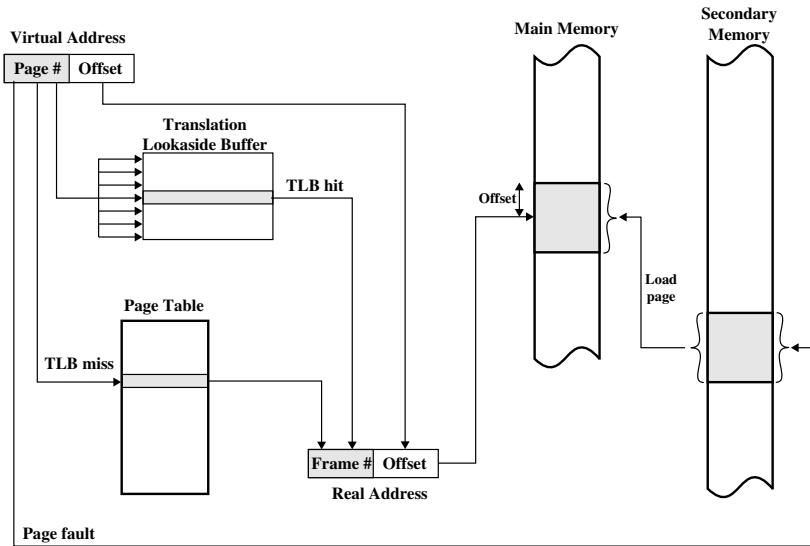 Virtual Address
Page #
Offset
Translation
Lookaside Buffer
TLB hit
Page Table
TLB miss
Frame #
Offset
Real Address
Page fault
Main Memory
Offset
Secondary
Memory
Load
page